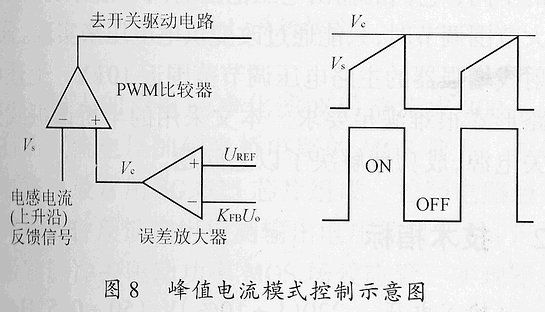 去开关驱动电路
PWM比较器
− +
Vs
Vc
UREF
+
−
KFBUo
电感电流
(上升沿)
反馈信号
误差放大器
Vc
Vs
ON
OFF
图8 峰值电流模式控制示意图